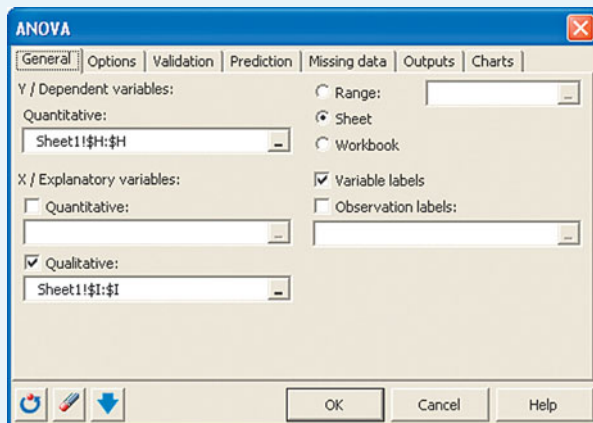 ANOVA
General Options Validation Prediction Missing data Outputs Charts
Y / Dependent variables:
Quantitative:
Sheet1!$H:$H
X / Explanatory variables:
Quantitative:
Qualitative:
Sheet1!$I:$I
Range:
Sheet
Workbook
Variable labels
Observation labels:
OK Cancel Help